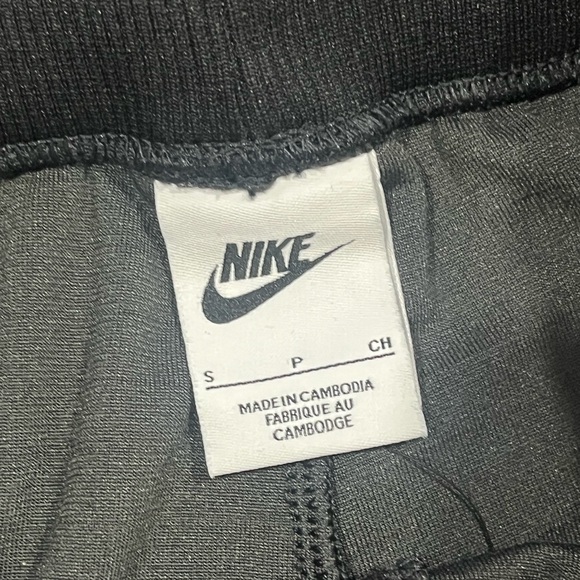 NIKE
S P CH
MADE IN CAMBODIA
FABRIQUE AU
CAMBODGE